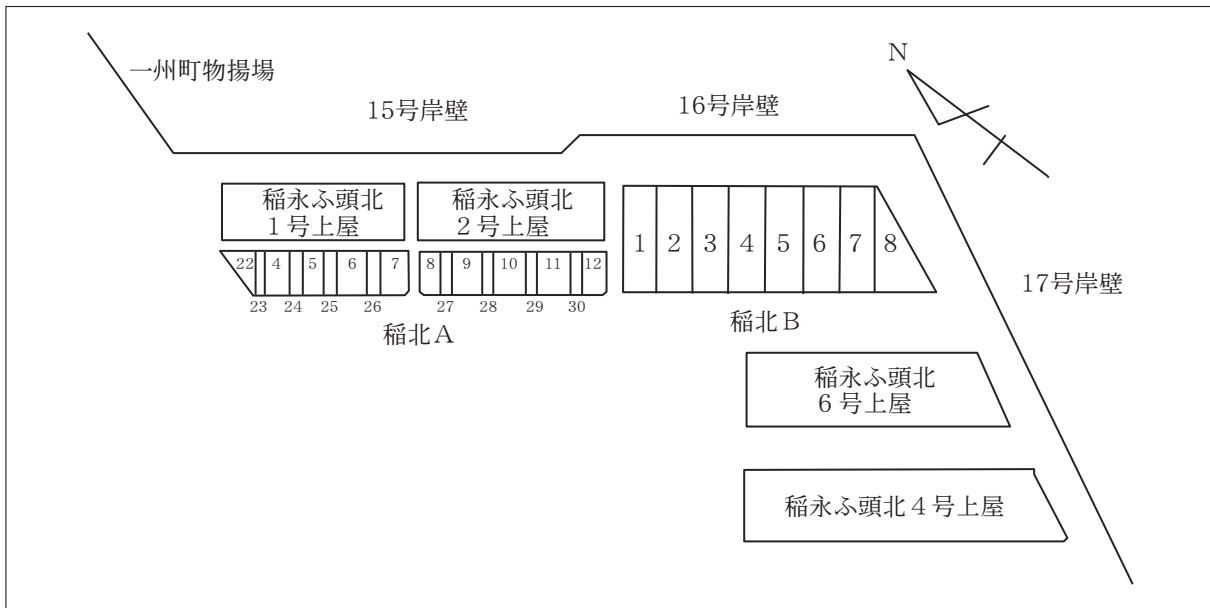 N
一州町物揚場
15号岸壁
16号岸壁
稲永ふ頭北
1号上屋
稲永ふ頭北
2号上屋
22 4 5 6 7
8 9 10 11 12
1 2 3 4 5 6 7 8
17号岸壁
23 24 25 26
27 28 29 30
稲北A
稲北B
稲永ふ頭北
6号上屋
稲永ふ頭北4号上屋